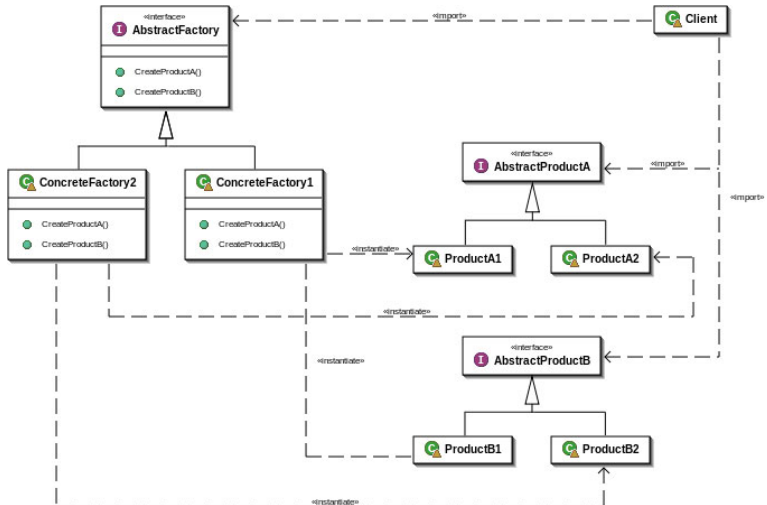 «interface»
I AbstractFactory
CreateProductA()
CreateProductB()
«import»
C Client
C ConcreteFactory2
CreateProductA()
CreateProductB()
C ConcreteFactory1
CreateProductA()
CreateProductB()
«interface»
I AbstractProductA
«import»
«import»
«instantiate»
C ProductA1
C ProductA2
«instantiate»
«interface»
I AbstractProductB
«instantiate»
C ProductB1
C ProductB2
«instantiate»